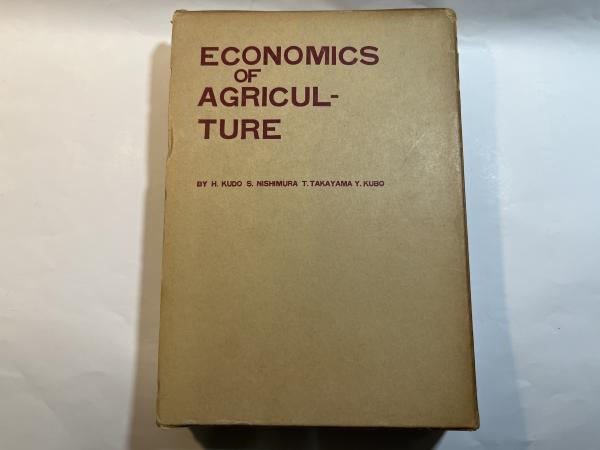 ECONOMICS
OF
AGRICUL-
TURE
BY H. KUDO S. NISHIMURA T. TAKAYAMA Y. KUBO